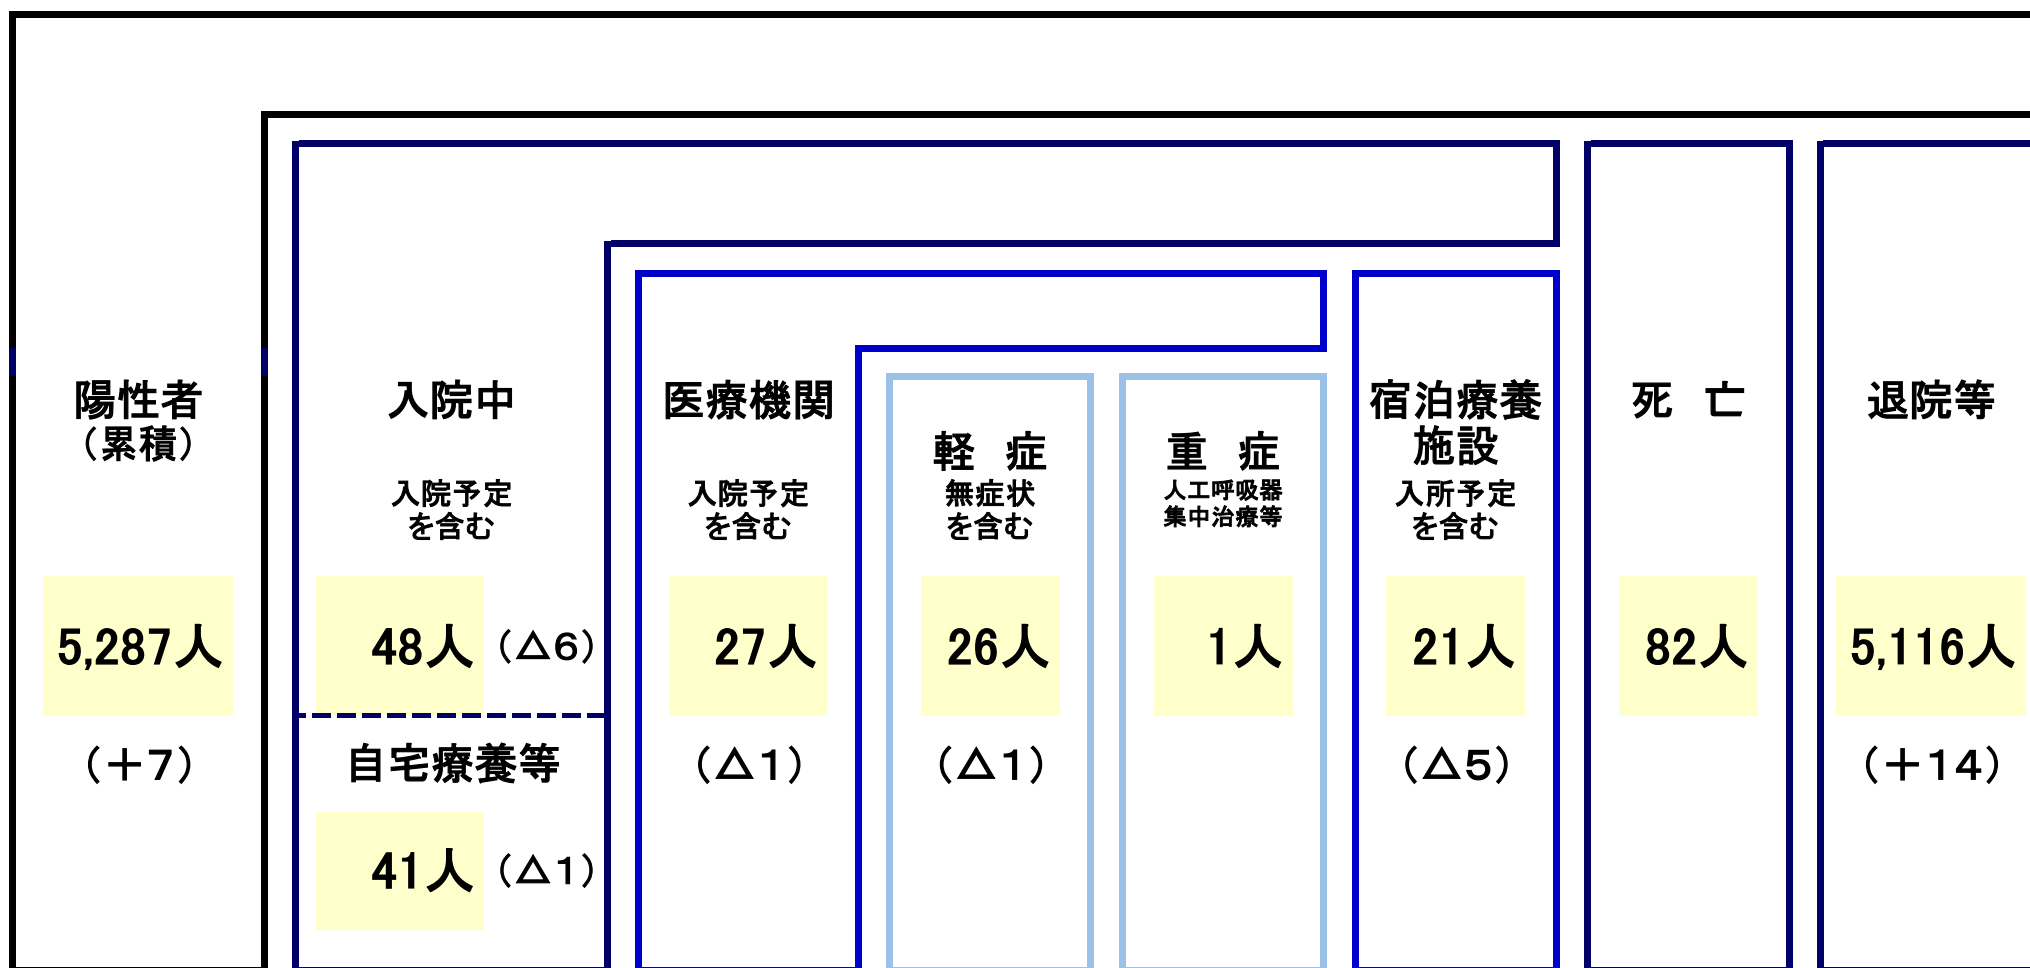 陽性者
（累積）
5,287人
（＋7）
入院中
入院予定
を含む
48人 （△6）
自宅療養等
41人 （△1）
医療機関
入院予定
を含む
27人
（△1）
軽　症
無症状
を含む
26人
（△1）
重　症
人工呼吸器
集中治療等
1人
宿泊療養
施設
入所予定
を含む
21人
（△5）
死　亡
82人
退院等
5,116人
（＋14）